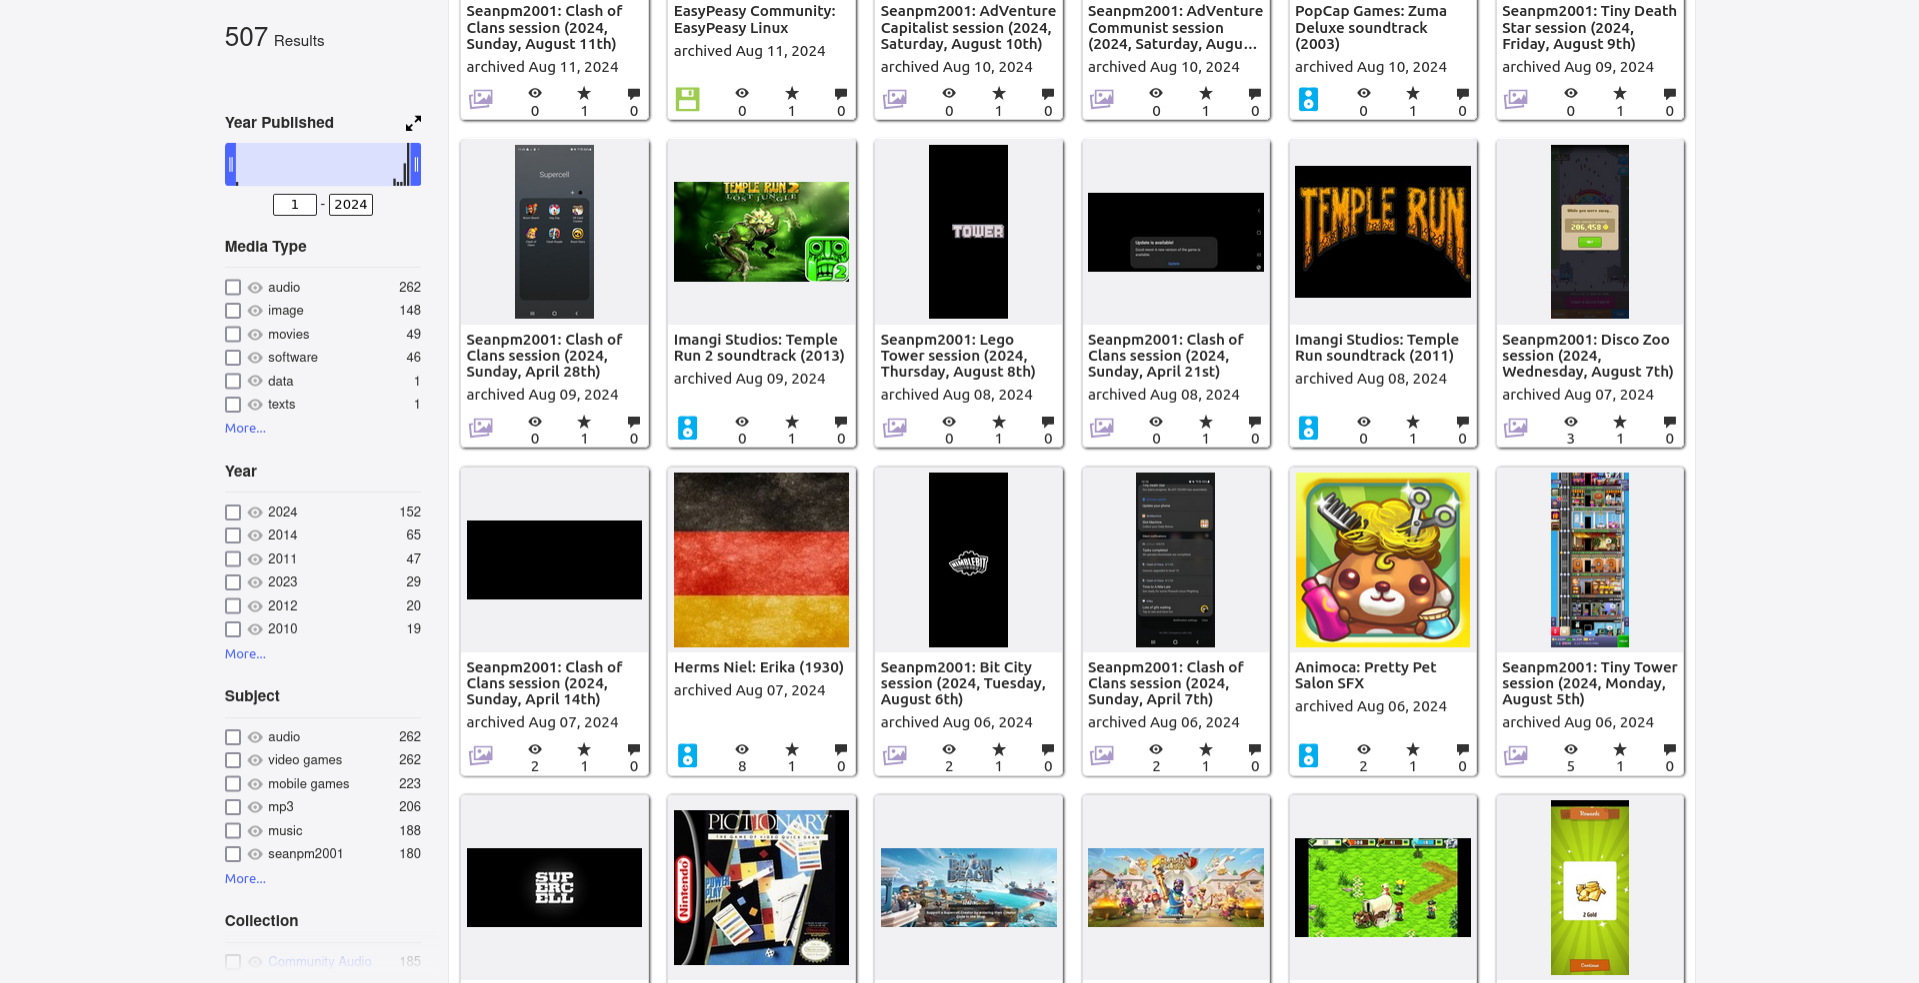 507 Results
Year Published
1 - 2024
Media Type
audio 262
image 148
movies 49
software 46
data 1
texts 1
More...
Year
2024 152
2014 65
2011 47
2023 29
2012 20
2010 19
More...
Subject
audio 262
video games 262
mobile games 223
mp3 206
music 188
seanpm2001 180
More...
Collection
Community Audio 185
Seanpm2001: Clash of
Clans session (2024,
Sunday, August 11th)
archived Aug 11, 2024
0 1 0
EasyPeasy Community:
EasyPeasy Linux
archived Aug 11, 2024
0 1 0
Seanpm2001: AdVenture
Capitalist session (2024,
Saturday, August 10th)
archived Aug 10, 2024
0 1 0
Seanpm2001: AdVenture
Communist session
(2024, Saturday, Augu...
archived Aug 10, 2024
0 1 0
PopCap Games: Zuma
Deluxe soundtrack
(2003)
archived Aug 10, 2024
0 1 0
Seanpm2001: Tiny Death
Star session (2024,
Friday, August 9th)
archived Aug 09, 2024
0 1 0
Supercell
Seanpm2001: Clash of
Clans session (2024,
Sunday, April 28th)
archived Aug 09, 2024
0 1 0
TEMPLE RUN 2
LOST JUNGLE
2
Imangi Studios: Temple
Run 2 soundtrack (2013)
archived Aug 09, 2024
0 1 0
TOWER
Seanpm2001: Lego
Tower session (2024,
Thursday, August 8th)
archived Aug 08, 2024
0 1 0
Update is available!
Update
Seanpm2001: Clash of
Clans session (2024,
Sunday, April 21st)
archived Aug 08, 2024
0 1 0
TEMPLE RUN
Imangi Studios: Temple
Run soundtrack (2011)
archived Aug 08, 2024
0 1 0
While you were away...
206,458
Seanpm2001: Disco Zoo
session (2024,
Wednesday, August 7th)
archived Aug 07, 2024
3 1 0
Seanpm2001: Clash of
Clans session (2024,
Sunday, April 14th)
archived Aug 07, 2024
2 1 0
Herms Niel: Erika (1930)
archived Aug 07, 2024
8 1 0
NIMBLEBIT
Seanpm2001: Bit City
session (2024, Tuesday,
August 6th)
archived Aug 06, 2024
2 1 0
Seanpm2001: Clash of
Clans session (2024,
Sunday, April 7th)
archived Aug 06, 2024
2 1 0
Animoca: Pretty Pet
Salon SFX
archived Aug 06, 2024
2 1 0
Seanpm2001: Tiny Tower
session (2024, Monday,
August 5th)
archived Aug 06, 2024
5 1 0
SUP
ERC
ELL
PICTIONARY
THE GAME OF VIDEO QUICK DRAW
Nintendo
BOOM
BEACH
Rewards
2 Gold
Continue